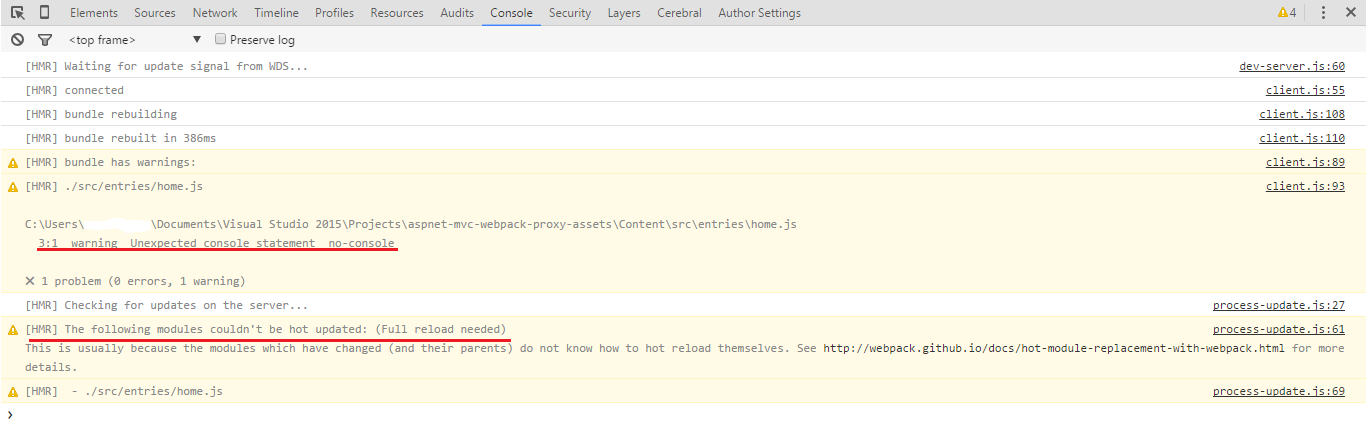 Elements Sources Network Timeline Profiles Resources Audits Console Security Layers Cerebral Author Settings 4
<top frame> Preserve log
[HMR] Waiting for update signal from WDS... dev-server.js:60
[HMR] connected client.js:55
[HMR] bundle rebuilding client.js:108
[HMR] bundle rebuilt in 386ms client.js:110
[HMR] bundle has warnings: client.js:89
[HMR] ./src/entries/home.js client.js:93
C:\Users\ \Documents\Visual Studio 2015\Projects\aspnet-mvc-webpack-proxy-assets\Content\src\entries\home.js
3:1 warning Unexpected console statement no-console
✕ 1 problem (0 errors, 1 warning)
[HMR] Checking for updates on the server... process-update.js:27
[HMR] The following modules couldn't be hot updated: (Full reload needed) process-update.js:61
This is usually because the modules which have changed (and their parents) do not know how to hot reload themselves. See http://webpack.github.io/docs/hot-module-replacement-with-webpack.html for more
details.
[HMR]  - ./src/entries/home.js process-update.js:69